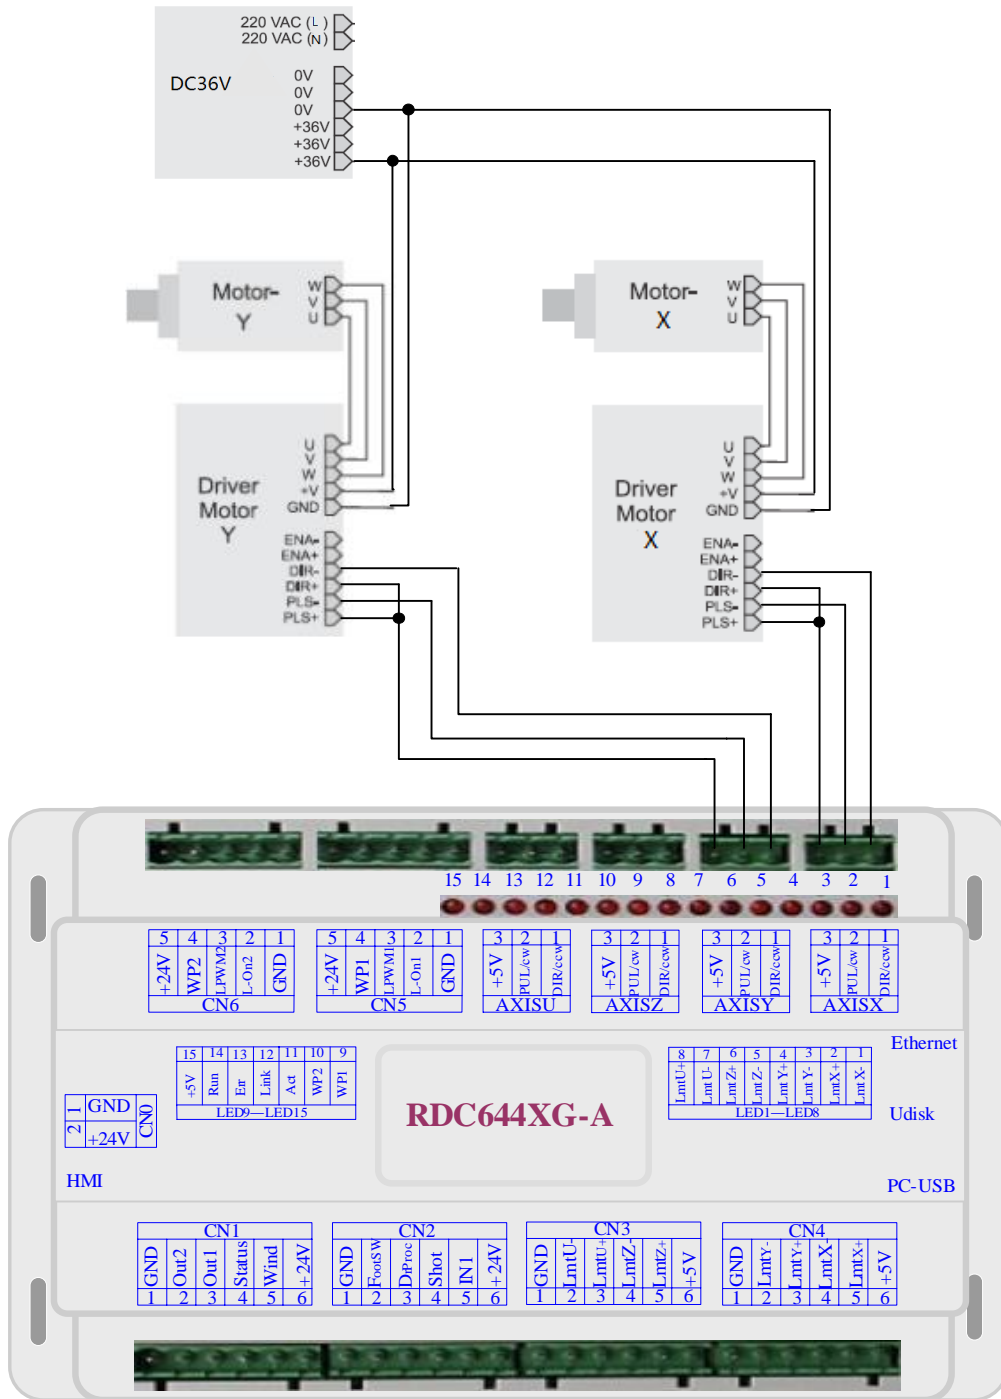 220 VAC (L)
220 VAC (N)
DC36V
0V
0V
0V
+36V
+36V
+36V
Motor-
Y
W
V
U
Motor-
X
W
V
U
Driver
Motor
Y
U
V
W
+V
GND
ENA-
ENA+
DIR-
DIR+
PLS-
PLS+
Driver
Motor
X
U
V
W
+V
GND
ENA-
ENA+
DIR-
DIR+
PLS-
PLS+
15 14 13 12 11 10 9 8 7 6 5 4 3 2 1
5 4 3 2 1
+24V WP2 LPWM2 L-On2 GND
CN6
5 4 3 2 1
+24V WP1 LPWM1 L-On1 GND
CN5
3 2 1
+5V PUL/cw DIR/ccw
AXISU
3 2 1
+5V PUL/cw DIR/ccw
AXISZ
3 2 1
+5V PUL/cw DIR/ccw
AXISY
3 2 1
+5V PUL/cw DIR/ccw
AXISX
Ethernet
15 14 13 12 11 10 9
+5V Run Err Link Act WP2 WP1
LED9—LED15
8 7 6 5 4 3 2 1
LmtU+ LmtU- LmtZ+ LmtZ- LmtY+ LmtY- LmtX+ LmtX-
LED1—LED8
RDC644XG-A
Udisk
1 GND
2 +24V
CN0
HMI
PC-USB
CN1
GND Out2 Out1 Status Wind +24V
1 2 3 4 5 6
CN2
GND FootSW DrProc Shot IN1 +24V
1 2 3 4 5 6
CN3
GND LmtU- LmtU+ LmtZ- LmtZ+ +5V
1 2 3 4 5 6
CN4
GND LmtY- LmtY+ LmtX- LmtX+ +5V
1 2 3 4 5 6